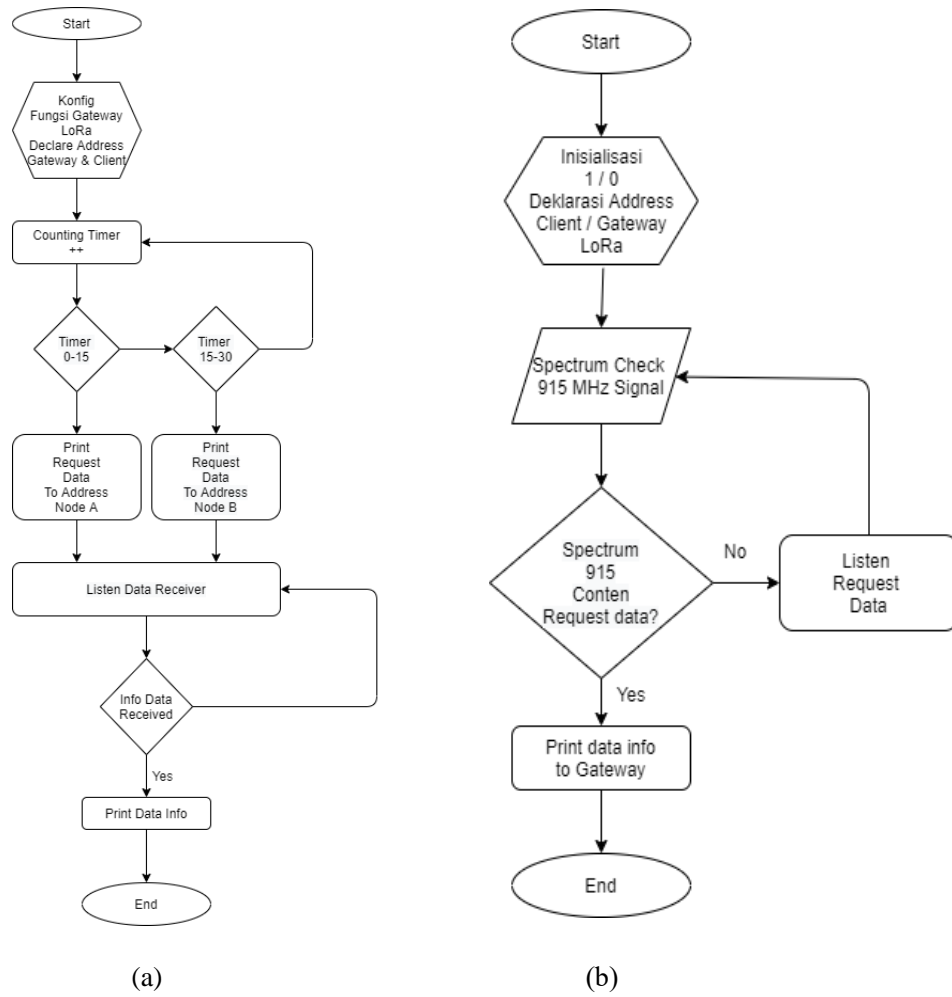 Start
Konfig
Fungsi Gateway
LoRa
Declare Address
Gateway & Client
Counting Timer
++
Timer
0-15
Timer
15-30
Print
Request
Data
To Address
Node A
Print
Request
Data
To Address
Node B
Listen Data Receiver
Info Data
Received
Yes
Print Data Info
End
(a)
Start
Inisialisasi
1 / 0
Deklarasi Address
Client / Gateway
LoRa
Spectrum Check
915 MHz Signal
Spectrum
915
Conten
Request data?
No
Listen
Request
Data
Yes
Print data info
to Gateway
End
(b)